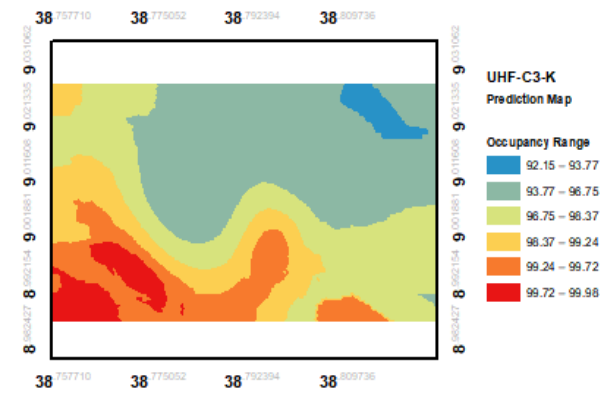 38.757710 38.775052 38.792394 38.809736
9.031062
9.021335
9.011608
9.001881
8.992154
8.982427
9.031062
9.021335
9.011608
9.001881
8.992154
8.982427
UHF-C3-K
Prediction Map
Occupancy Range
92.15 – 93.77
93.77 – 96.75
96.75 – 98.37
98.37 – 99.24
99.24 – 99.72
99.72 – 99.98
38.757710 38.775052 38.792394 38.809736